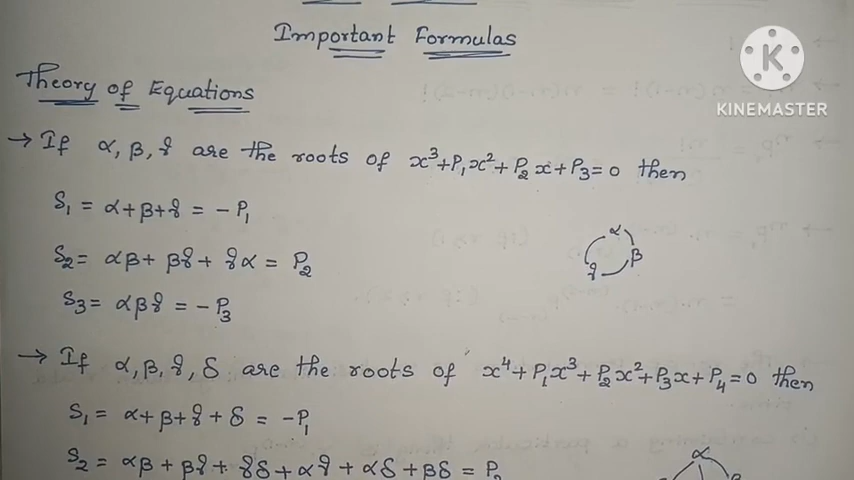 Important Formulas
K
KINEMASTER
Theory of Equations
→ If α, β, γ are the roots of x³+P₁x²+P₂x+P₃=0 then
S₁ = α+β+γ = -P₁
S₂ = αβ+βγ+γα = P₂
α
β
γ
S₃ = αβγ = -P₃
→ If α, β, γ, δ are the roots of x⁴+P₁x³+P₂x²+P₃x+P₄=0 then
S₁ = α+β+γ+δ = -P₁
S₂ = αβ+βγ+γδ+αγ+αδ+βδ = P₂
α
β